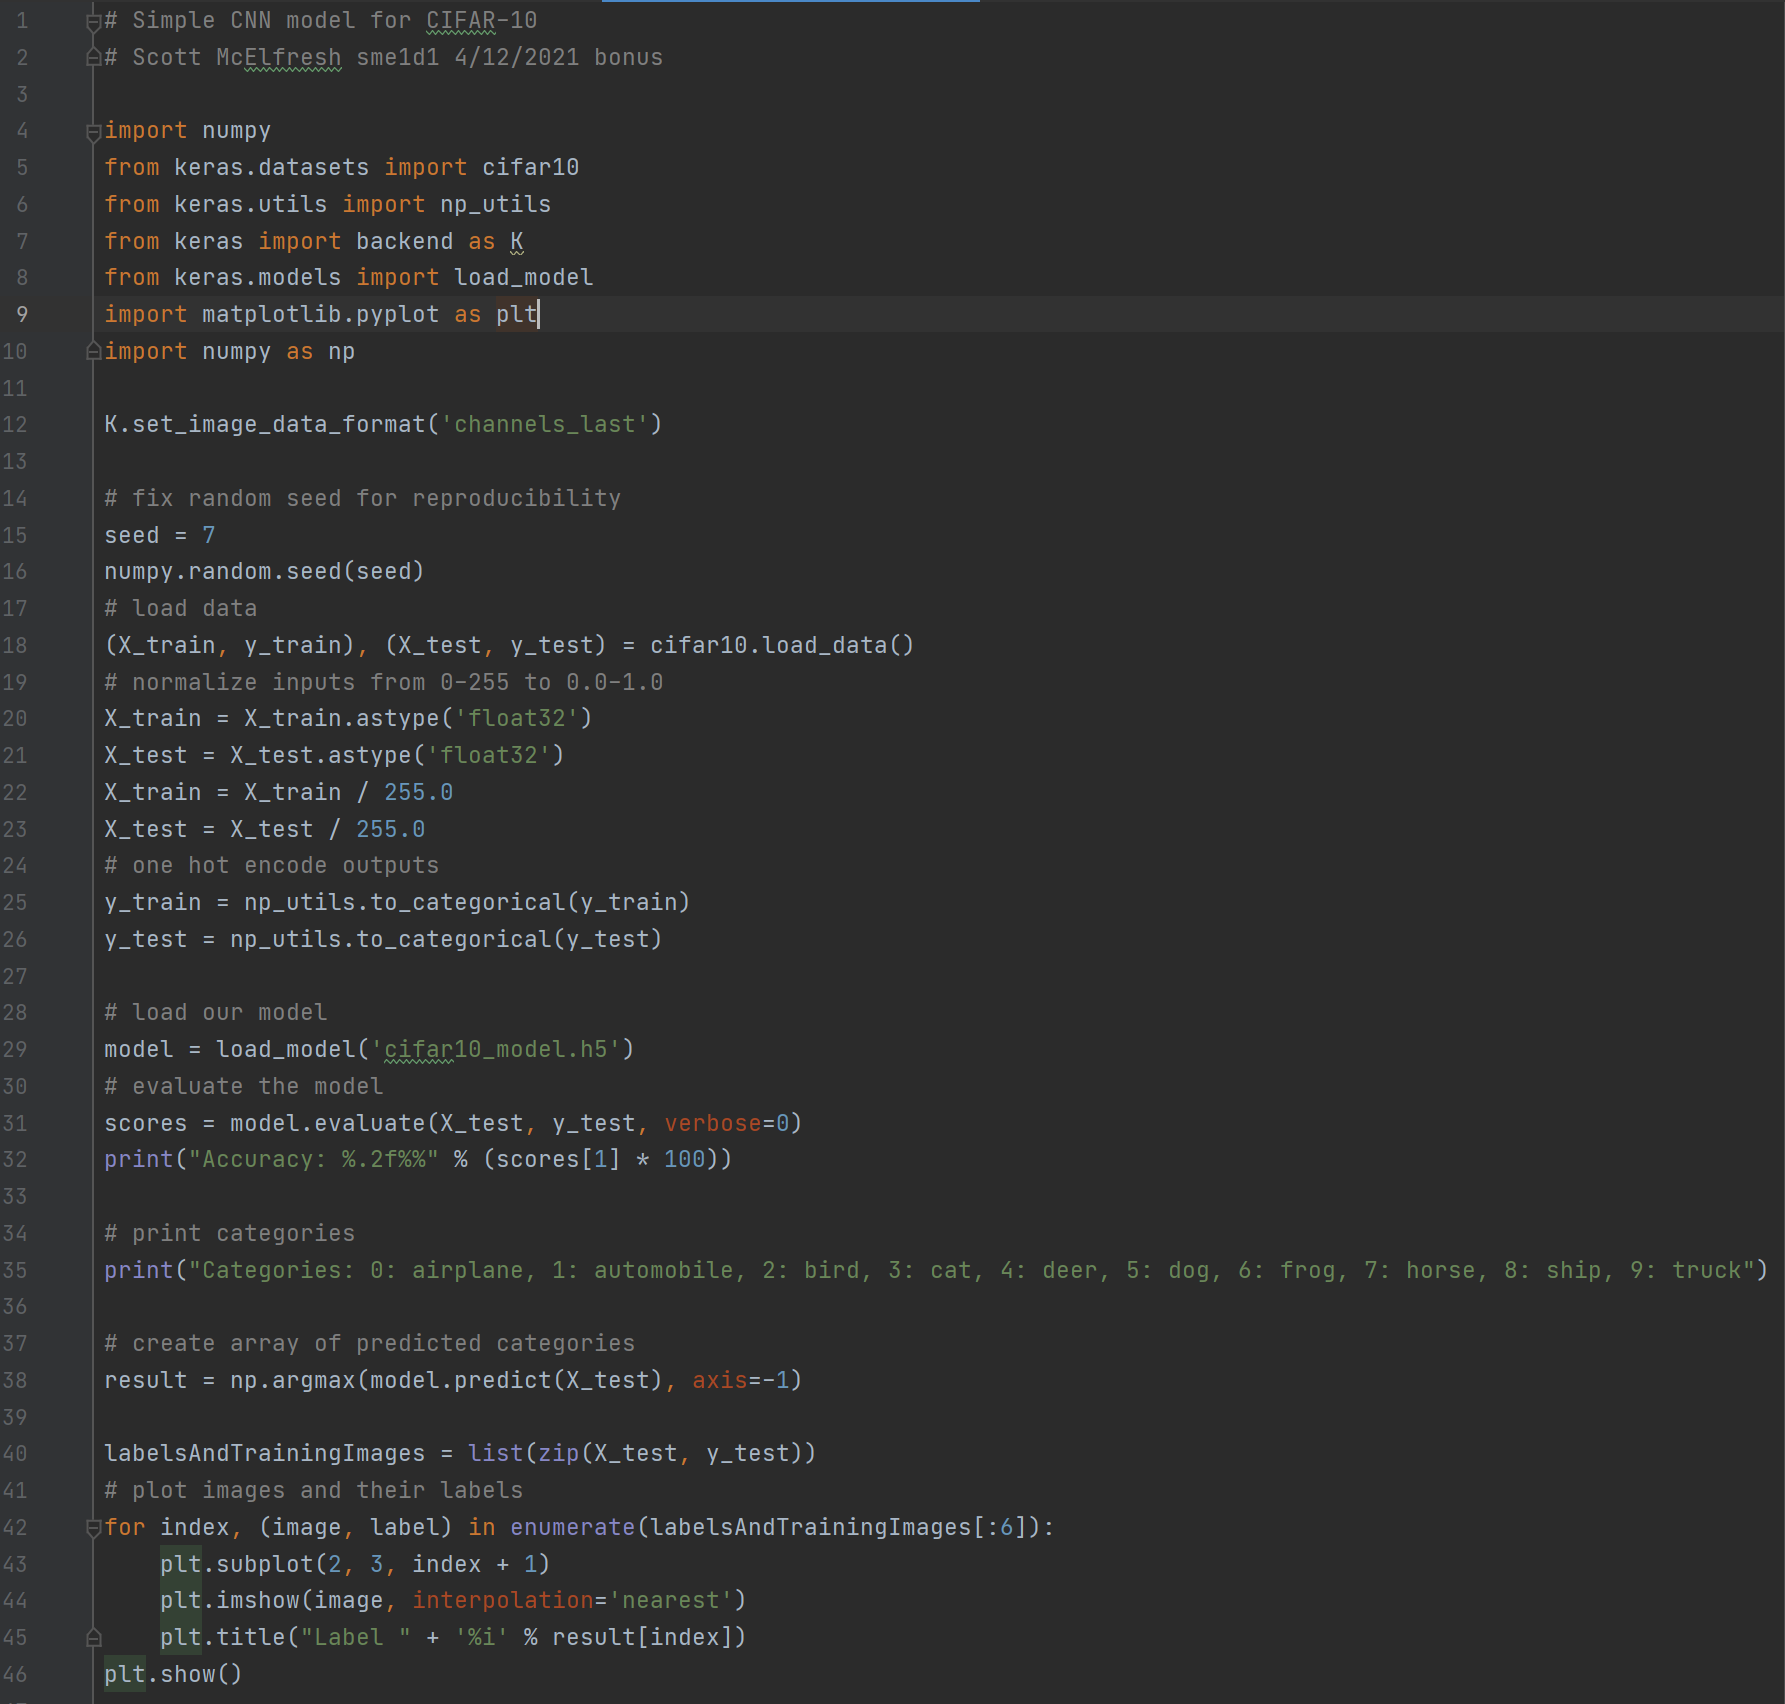 1 # Simple CNN model for CIFAR-10
2 # Scott McElfresh sme1d1 4/12/2021 bonus
3
4 import numpy
5 from keras.datasets import cifar10
6 from keras.utils import np_utils
7 from keras import backend as K
8 from keras.models import load_model
9 import matplotlib.pyplot as plt
10 import numpy as np
11
12 K.set_image_data_format('channels_last')
13
14 # fix random seed for reproducibility
15 seed = 7
16 numpy.random.seed(seed)
17 # load data
18 (X_train, y_train), (X_test, y_test) = cifar10.load_data()
19 # normalize inputs from 0-255 to 0.0-1.0
20 X_train = X_train.astype('float32')
21 X_test = X_test.astype('float32')
22 X_train = X_train / 255.0
23 X_test = X_test / 255.0
24 # one hot encode outputs
25 y_train = np_utils.to_categorical(y_train)
26 y_test = np_utils.to_categorical(y_test)
27
28 # load our model
29 model = load_model('cifar10_model.h5')
30 # evaluate the model
31 scores = model.evaluate(X_test, y_test, verbose=0)
32 print("Accuracy: %.2f%%" % (scores[1] * 100))
33
34 # print categories
35 print("Categories: 0: airplane, 1: automobile, 2: bird, 3: cat, 4: deer, 5: dog, 6: frog, 7: horse, 8: ship, 9: truck")
36
37 # create array of predicted categories
38 result = np.argmax(model.predict(X_test), axis=-1)
39
40 labelsAndTrainingImages = list(zip(X_test, y_test))
41 # plot images and their labels
42 for index, (image, label) in enumerate(labelsAndTrainingImages[:6]):
43     plt.subplot(2, 3, index + 1)
44     plt.imshow(image, interpolation='nearest')
45     plt.title("Label " + '%i' % result[index])
46 plt.show()